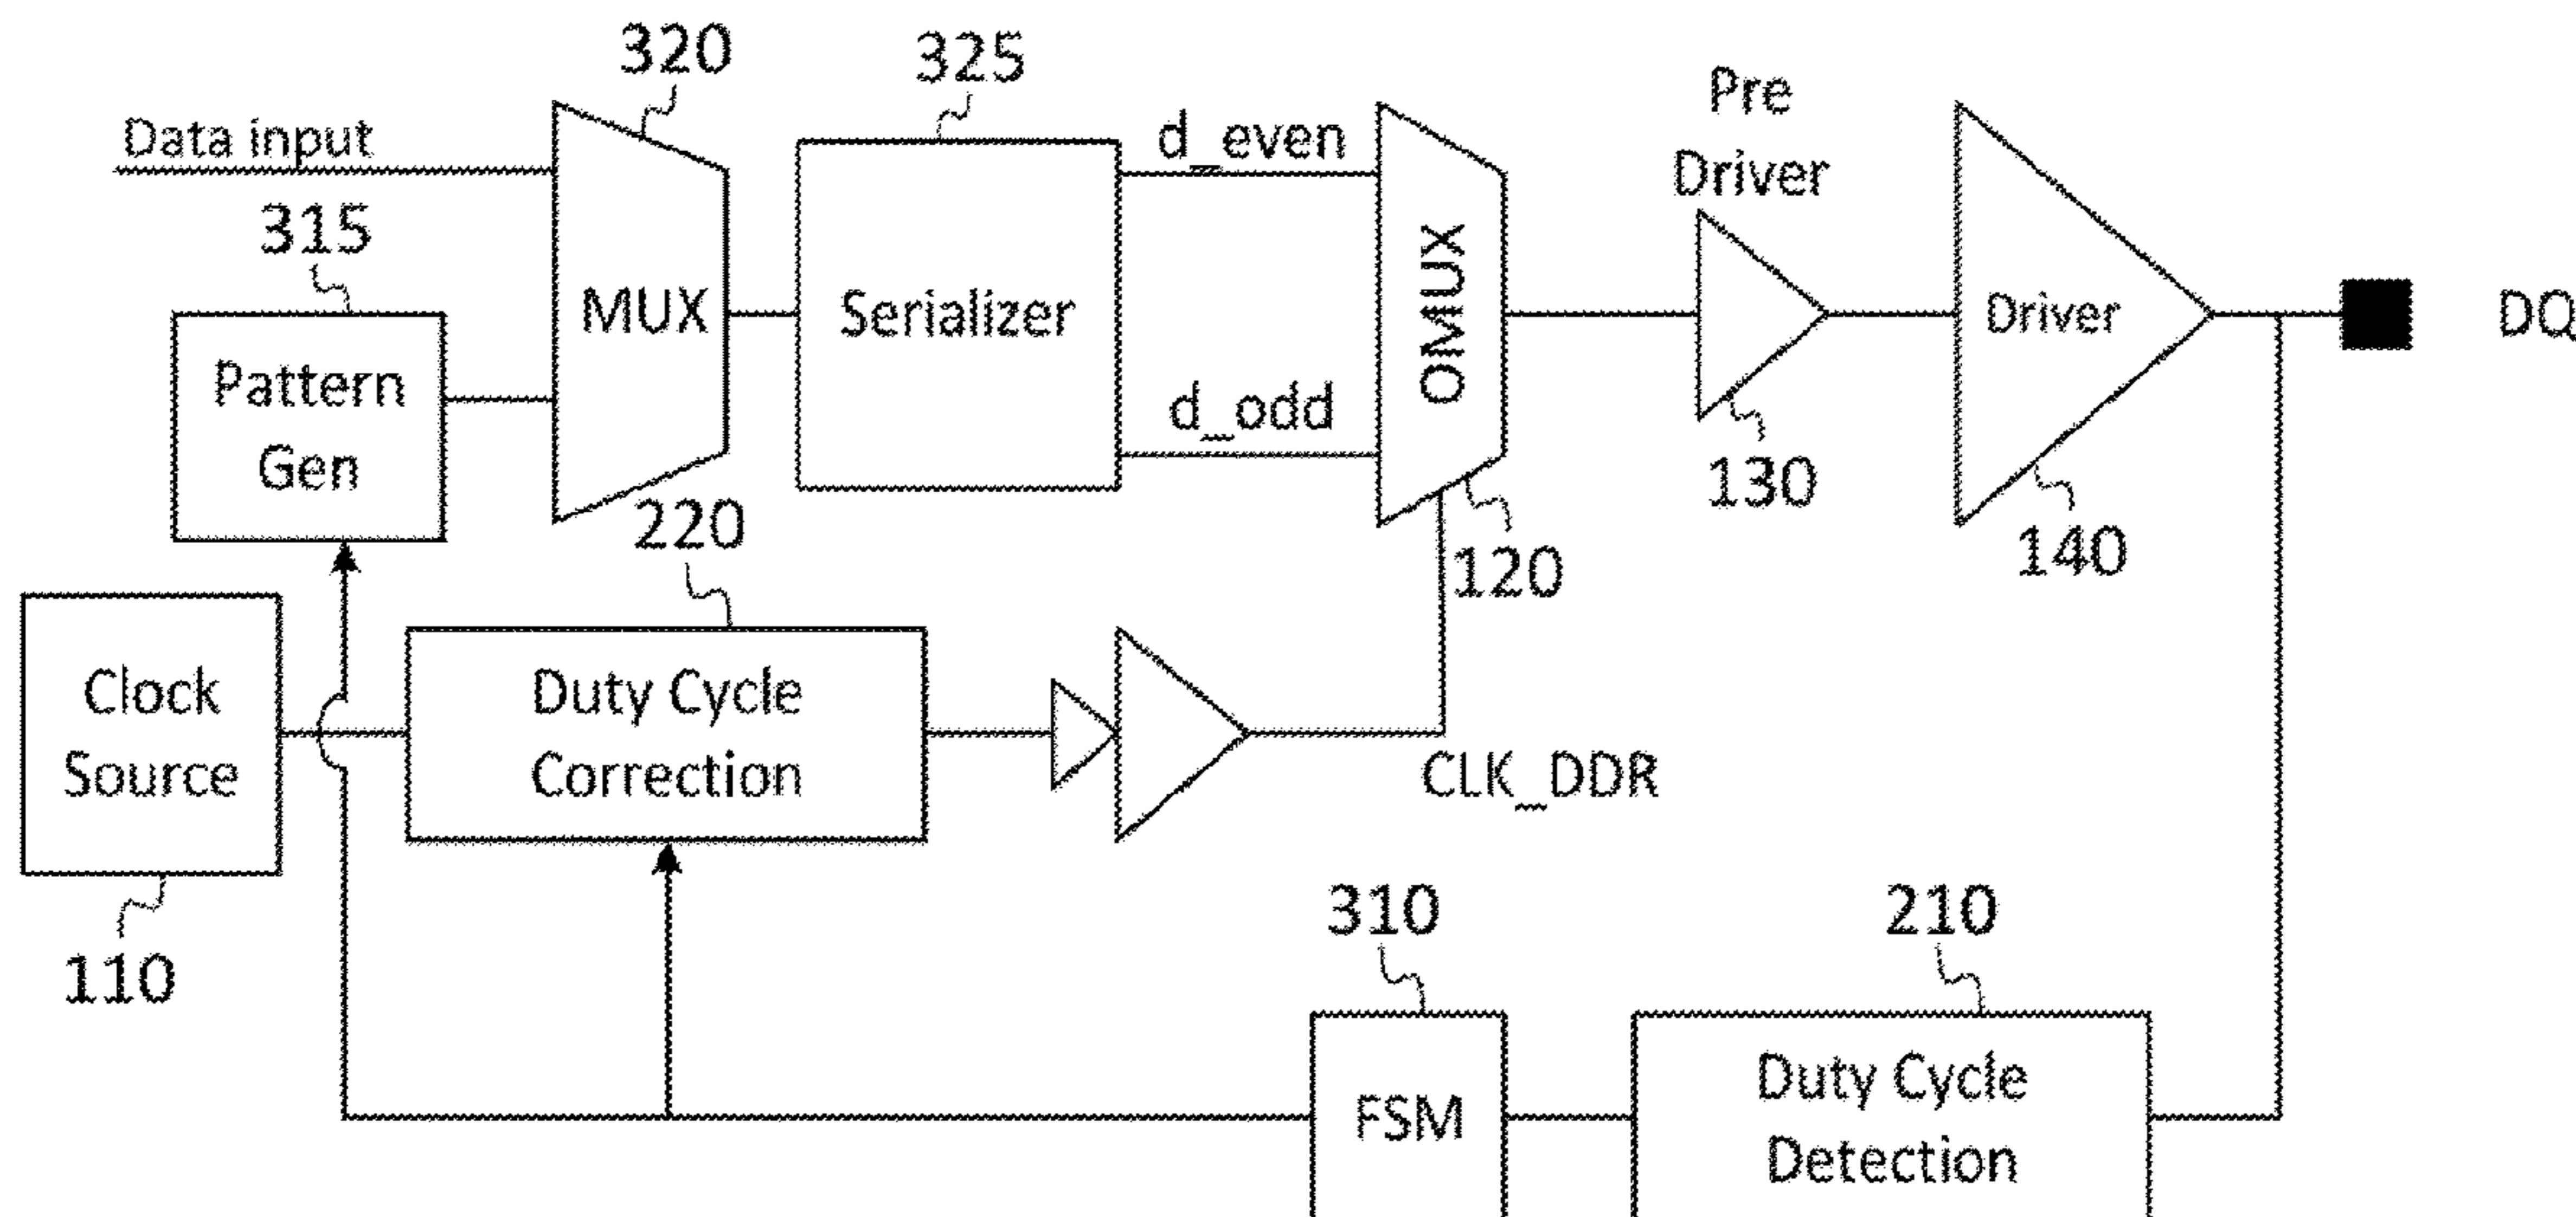 320
325
Pre
Driver
Data input
d_even
315
MUX
Serializer
OMUX
Driver
DQ
Pattern
Gen
d_odd
130
220
120
140
Clock
Source
Duty Cycle
Correction
CLK_DDR
110
310
210
FSM
Duty Cycle
Detection